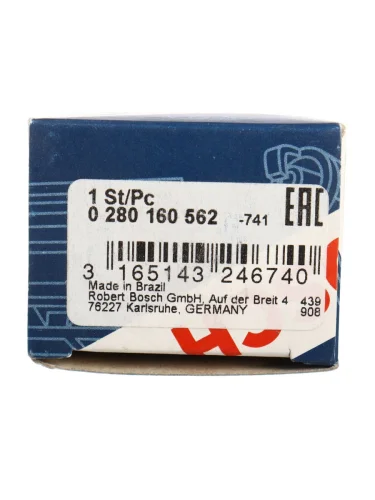 1 St/Pc
0 280 160 562 -741
EAC
3 165143 246740
Made in Brazil
Robert Bosch GmbH, Auf der Breit 4 439
76227 Karlsruhe, GERMANY 908